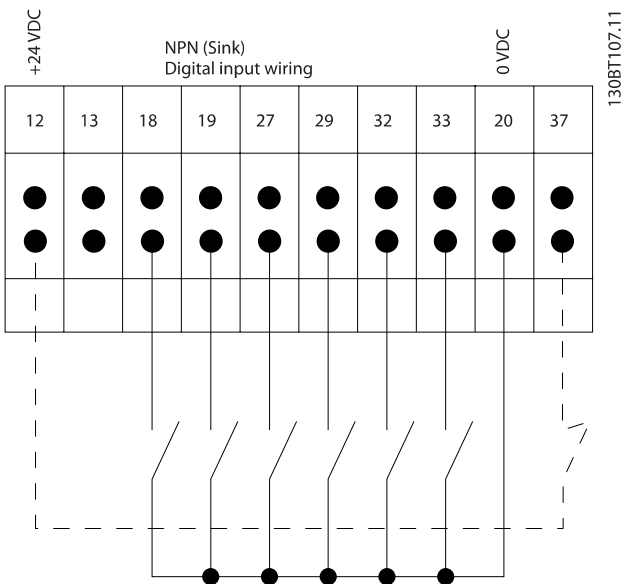 +24 VDC
NPN (Sink)
Digital input wiring
0 VDC
130BT107.11
12 13 18 19 27 29 32 33 20 37